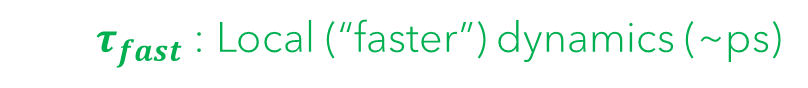 τ_fast : Local (“faster”) dynamics (~ps)